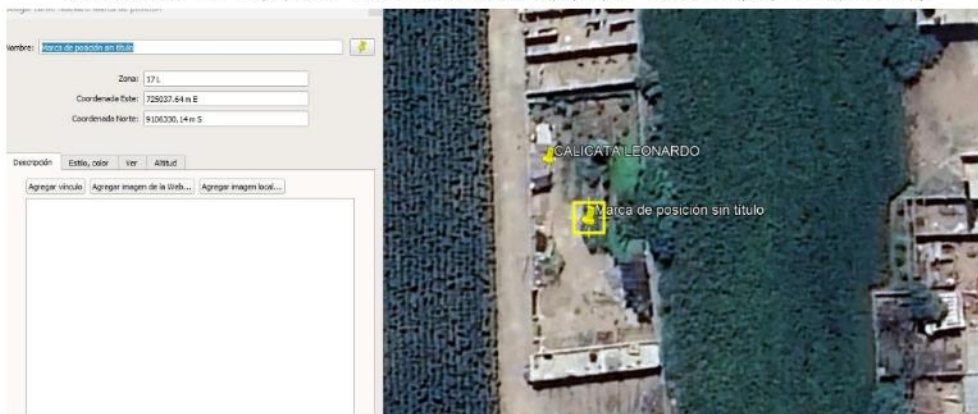 Nombre: Marca de posición sin título
Zona: 17 L
Coordenada Este: 725037.64 m E
Coordenada Norte: 9106330.14 m S
Descripción Estilo, color Ver Altitud
Agregar vínculo Agregar imagen de la Web... Agregar imagen local...
CALICATA LEONARDO
Marca de posición sin título